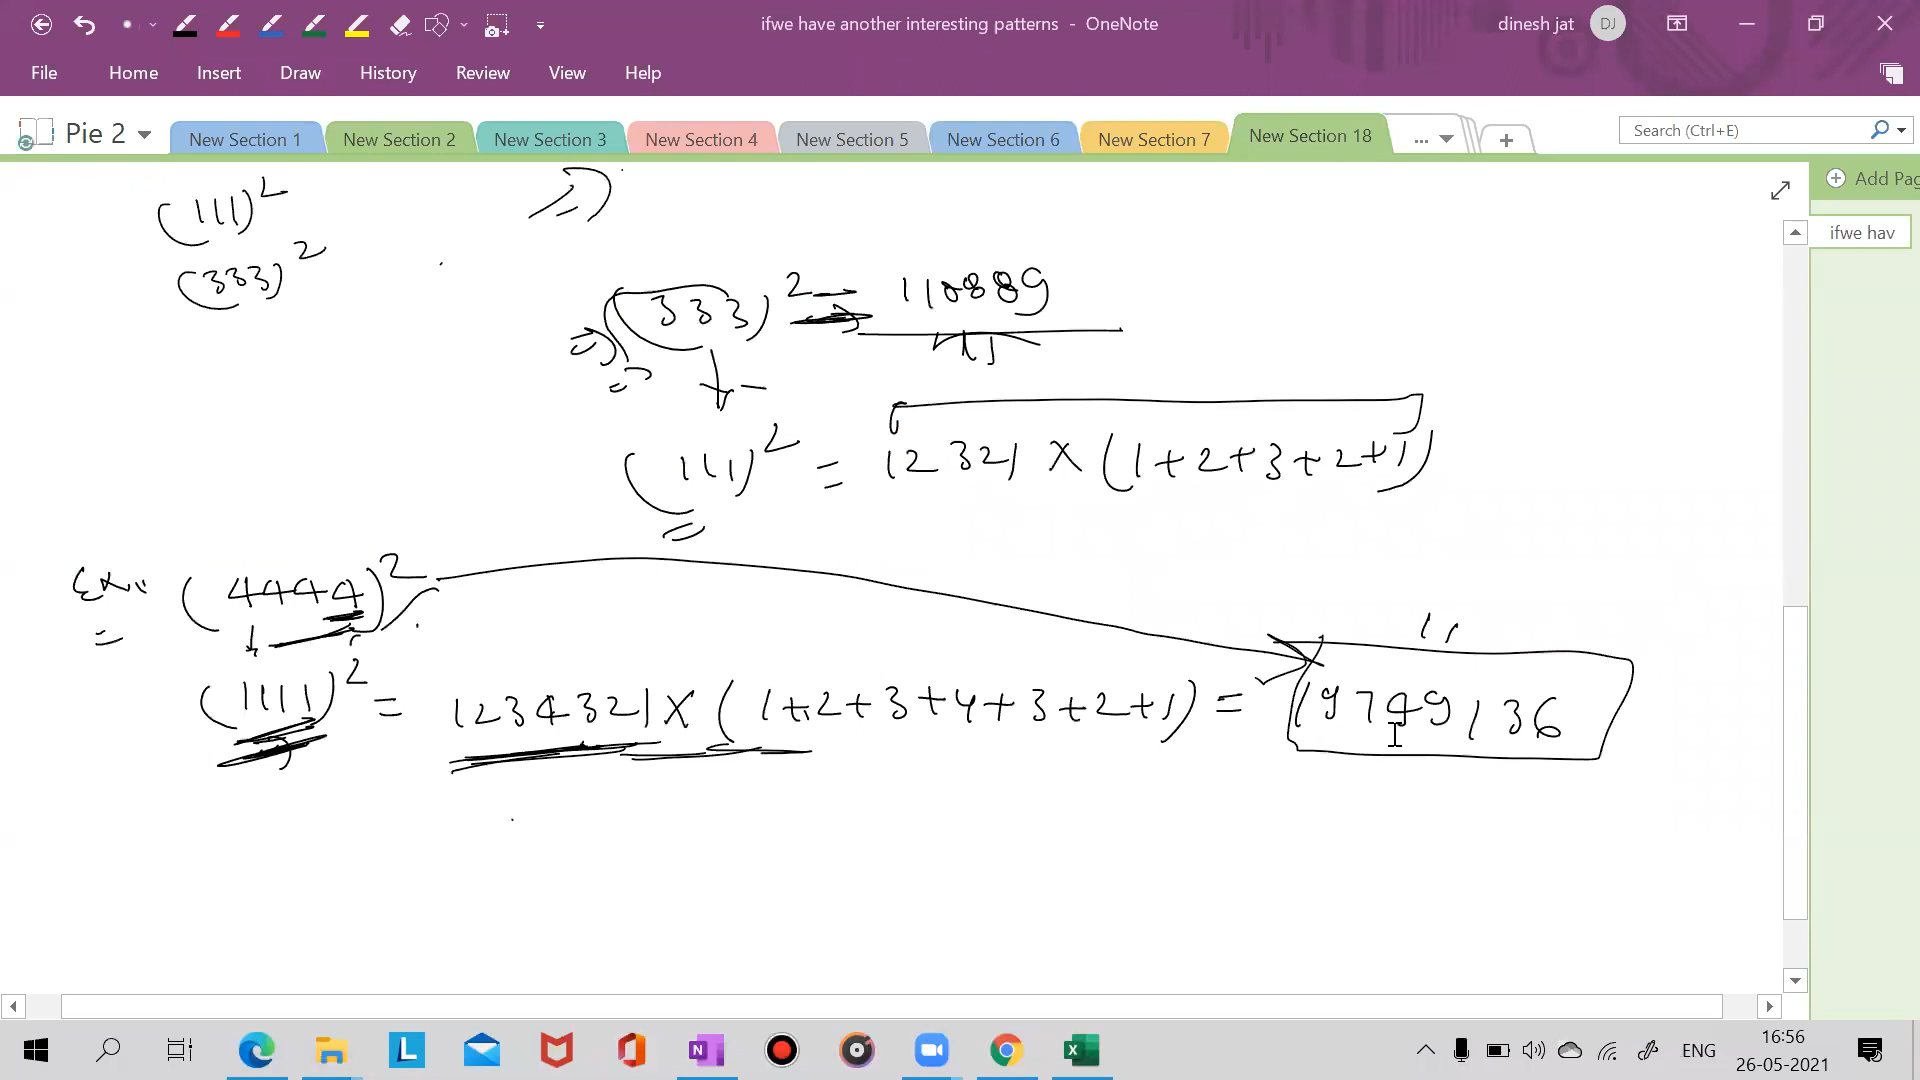 ifwe have another interesting patterns - OneNote
dinesh jat DJ
File Home Insert Draw History Review View Help
Pie 2 New Section 1 New Section 2 New Section 3 New Section 4 New Section 5 New Section 6 New Section 7 New Section 18 ... + Search (Ctrl+E)
Add Pag
ifwe hav
(111)²
(333)²
=)
=) (333)² => 110889
(111)² = 12321 X (1+2+3+2+1)
Ex:- (4444)²
(1111)² = 1234321 X (1+2+3+4+3+2+1) = 19749136
ENG
16:56
26-05-2021